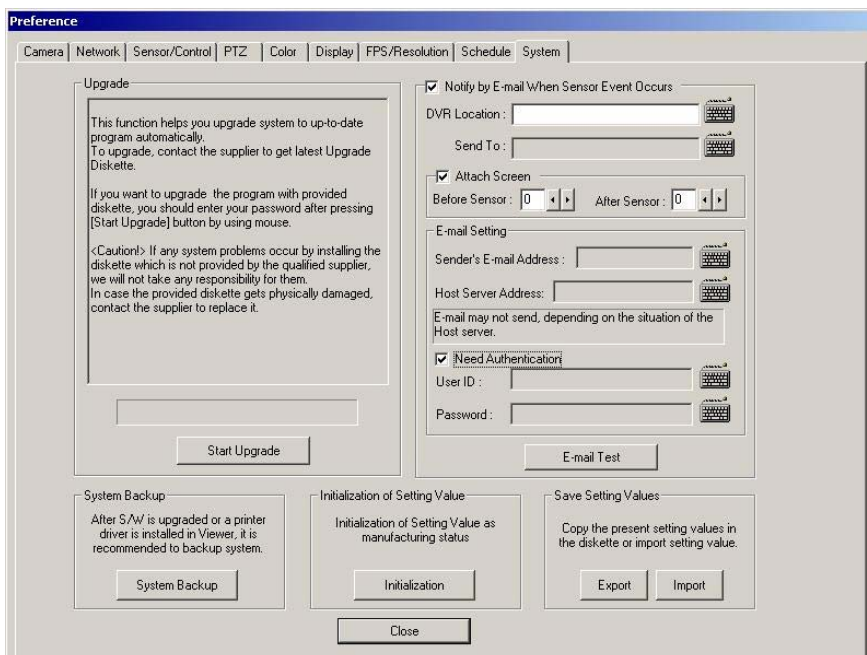 Preference
Camera Network Sensor/Control PTZ Color Display FPS/Resolution Schedule System
Upgrade
This function helps you upgrade system to up-to-date
program automatically.
To upgrade, contact the supplier to get latest Upgrade
Diskette.
If you want to upgrade the program with provided
diskette, you should enter your password after pressing
[Start Upgrade] button by using mouse.
<Caution!> If any system problems occur by installing the
diskette which is not provided by the qualified supplier,
we will not take any responsibility for them.
In case the provided diskette gets physically damaged,
contact the supplier to replace it.
Start Upgrade
Notify by E-mail When Sensor Event Occurs
DVR Location :
Send To :
Attach Screen
Before Sensor : 0 After Sensor : 0
E-mail Setting
Sender's E-mail Address :
Host Server Address:
E-mail may not send, depending on the situation of the
Host server.
Need Authentication
User ID :
Password :
E-mail Test
System Backup
After S/W is upgraded or a printer
driver is installed in Viewer, it is
recommended to backup system.
System Backup
Initialization of Setting Value
Initialization of Setting Value as
manufacturing status
Initialization
Save Setting Values
Copy the present setting values in
the diskette or import setting value.
Export Import
Close